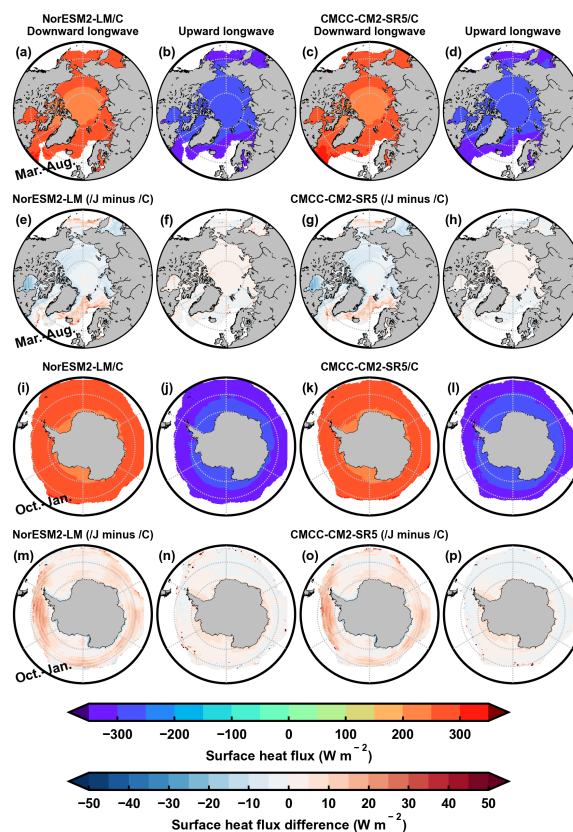 NorESM2-LM/C CMCC-CM2-SR5/C
Downward longwave Upward longwave Downward longwave Upward longwave
(a) (b) (c) (d)
Mar.-Aug.
NorESM2-LM (/J minus /C) CMCC-CM2-SR5 (/J minus /C)
(e) (f) (g) (h)
Mar.-Aug.
NorESM2-LM/C CMCC-CM2-SR5/C
(i) (j) (k) (l)
Oct.-Jan.
NorESM2-LM (/J minus /C) CMCC-CM2-SR5 (/J minus /C)
(m) (n) (o) (p)
Oct.-Jan.
−300 −200 −100 0 100 200 300
Surface heat flux (W m⁻²)
−50 −40 −30 −20 −10 0 10 20 30 40 50
Surface heat flux difference (W m⁻²)